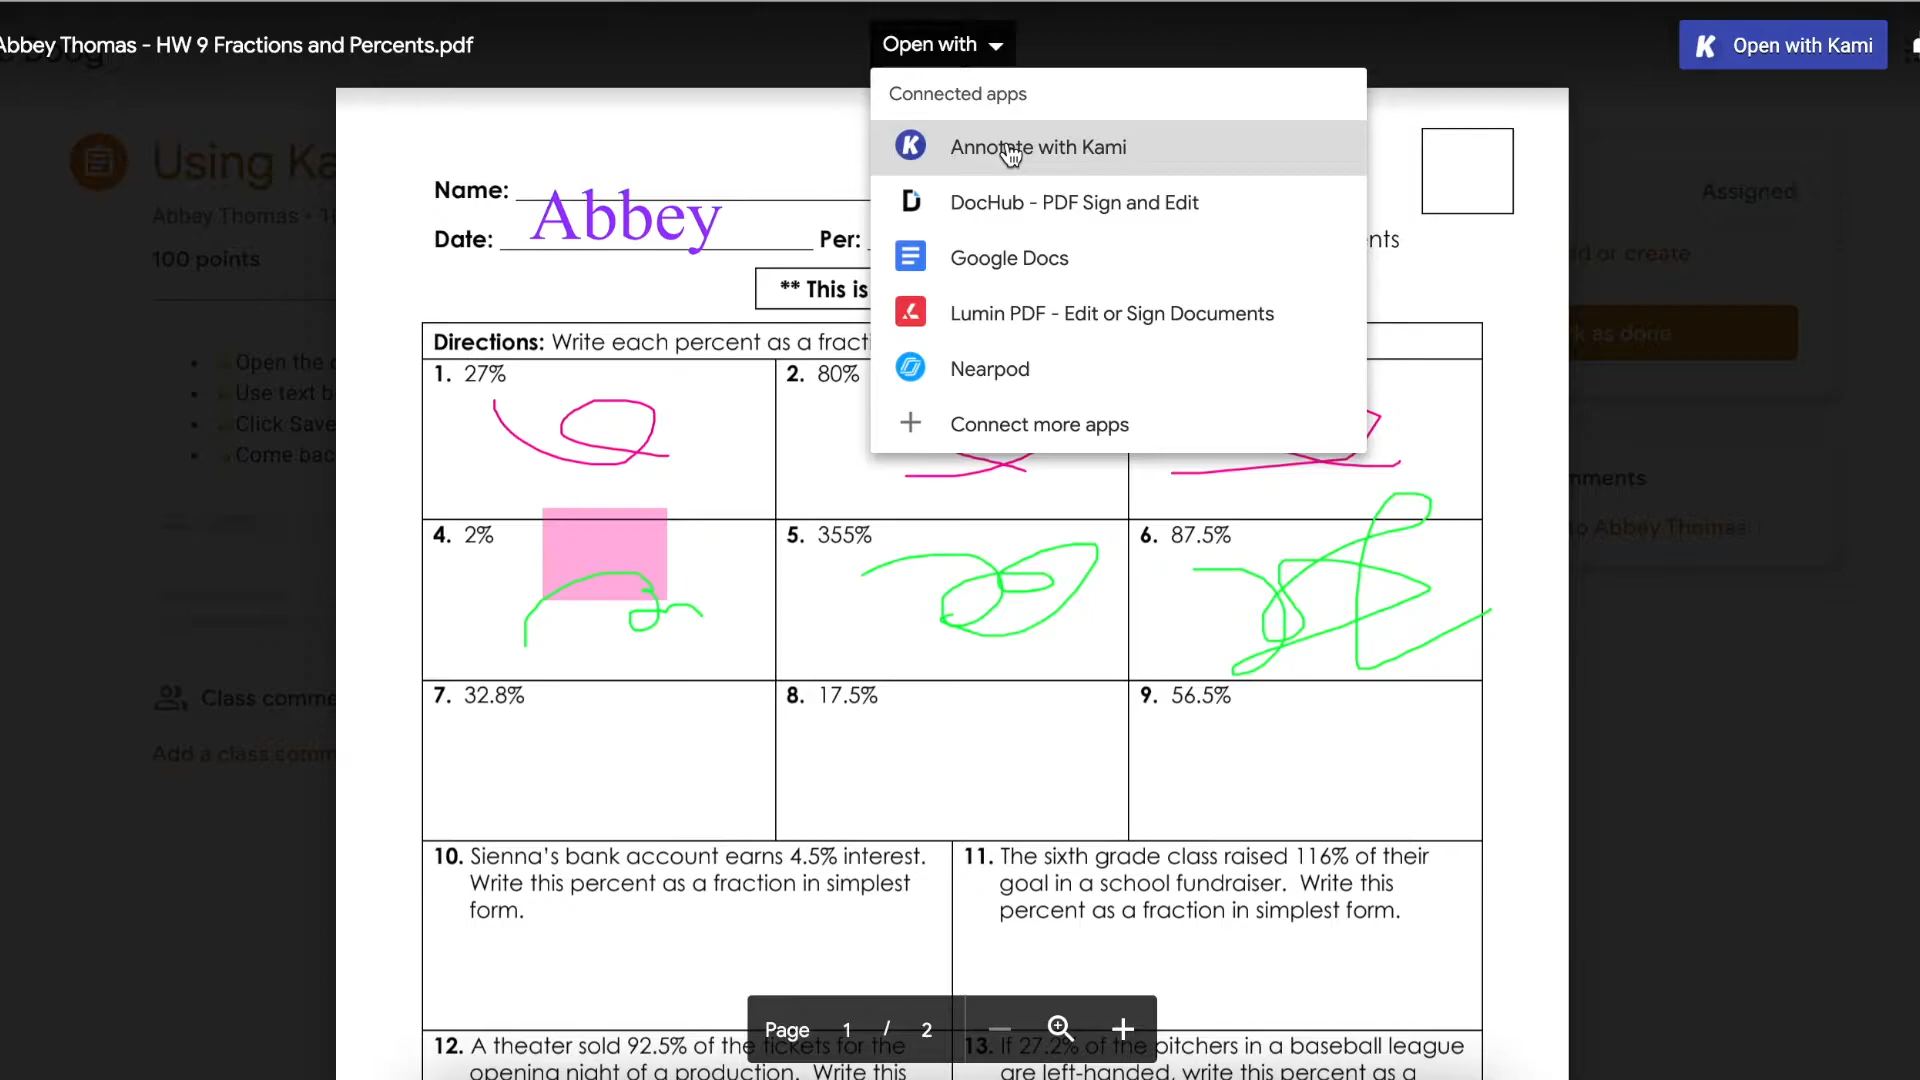 Abbey Thomas - HW 9 Fractions and Percents.pdf
Open with
Open with Kami
Connected apps
Annotate with Kami
DocHub - PDF Sign and Edit
Google Docs
Lumin PDF - Edit or Sign Documents
Nearpod
Connect more apps
Using Ka
Abbey Thomas
100 points
Open the
Use text b
Click Save
Come bac
Class comme
Add a class comm
Assigned
d or create
k as done
mments
to Abbey Thomas
Name:
Abbey
Date: Per:
nts
** This is
Directions: Write each percent as a fracti
1. 27%
2. 80%
4. 2%
5. 355%
6. 87.5%
7. 32.8%
8. 17.5%
9. 56.5%
10. Sienna's bank account earns 4.5% interest.
Write this percent as a fraction in simplest
form.
11. The sixth grade class raised 116% of their
goal in a school fundraiser. Write this
percent as a fraction in simplest form.
12. A theater sold 92.5% of the tickets for the
opening night of a production. Write this
13. If 27.2% of the pitchers in a baseball league
are left-handed, write this percent as a
Page 1 / 2